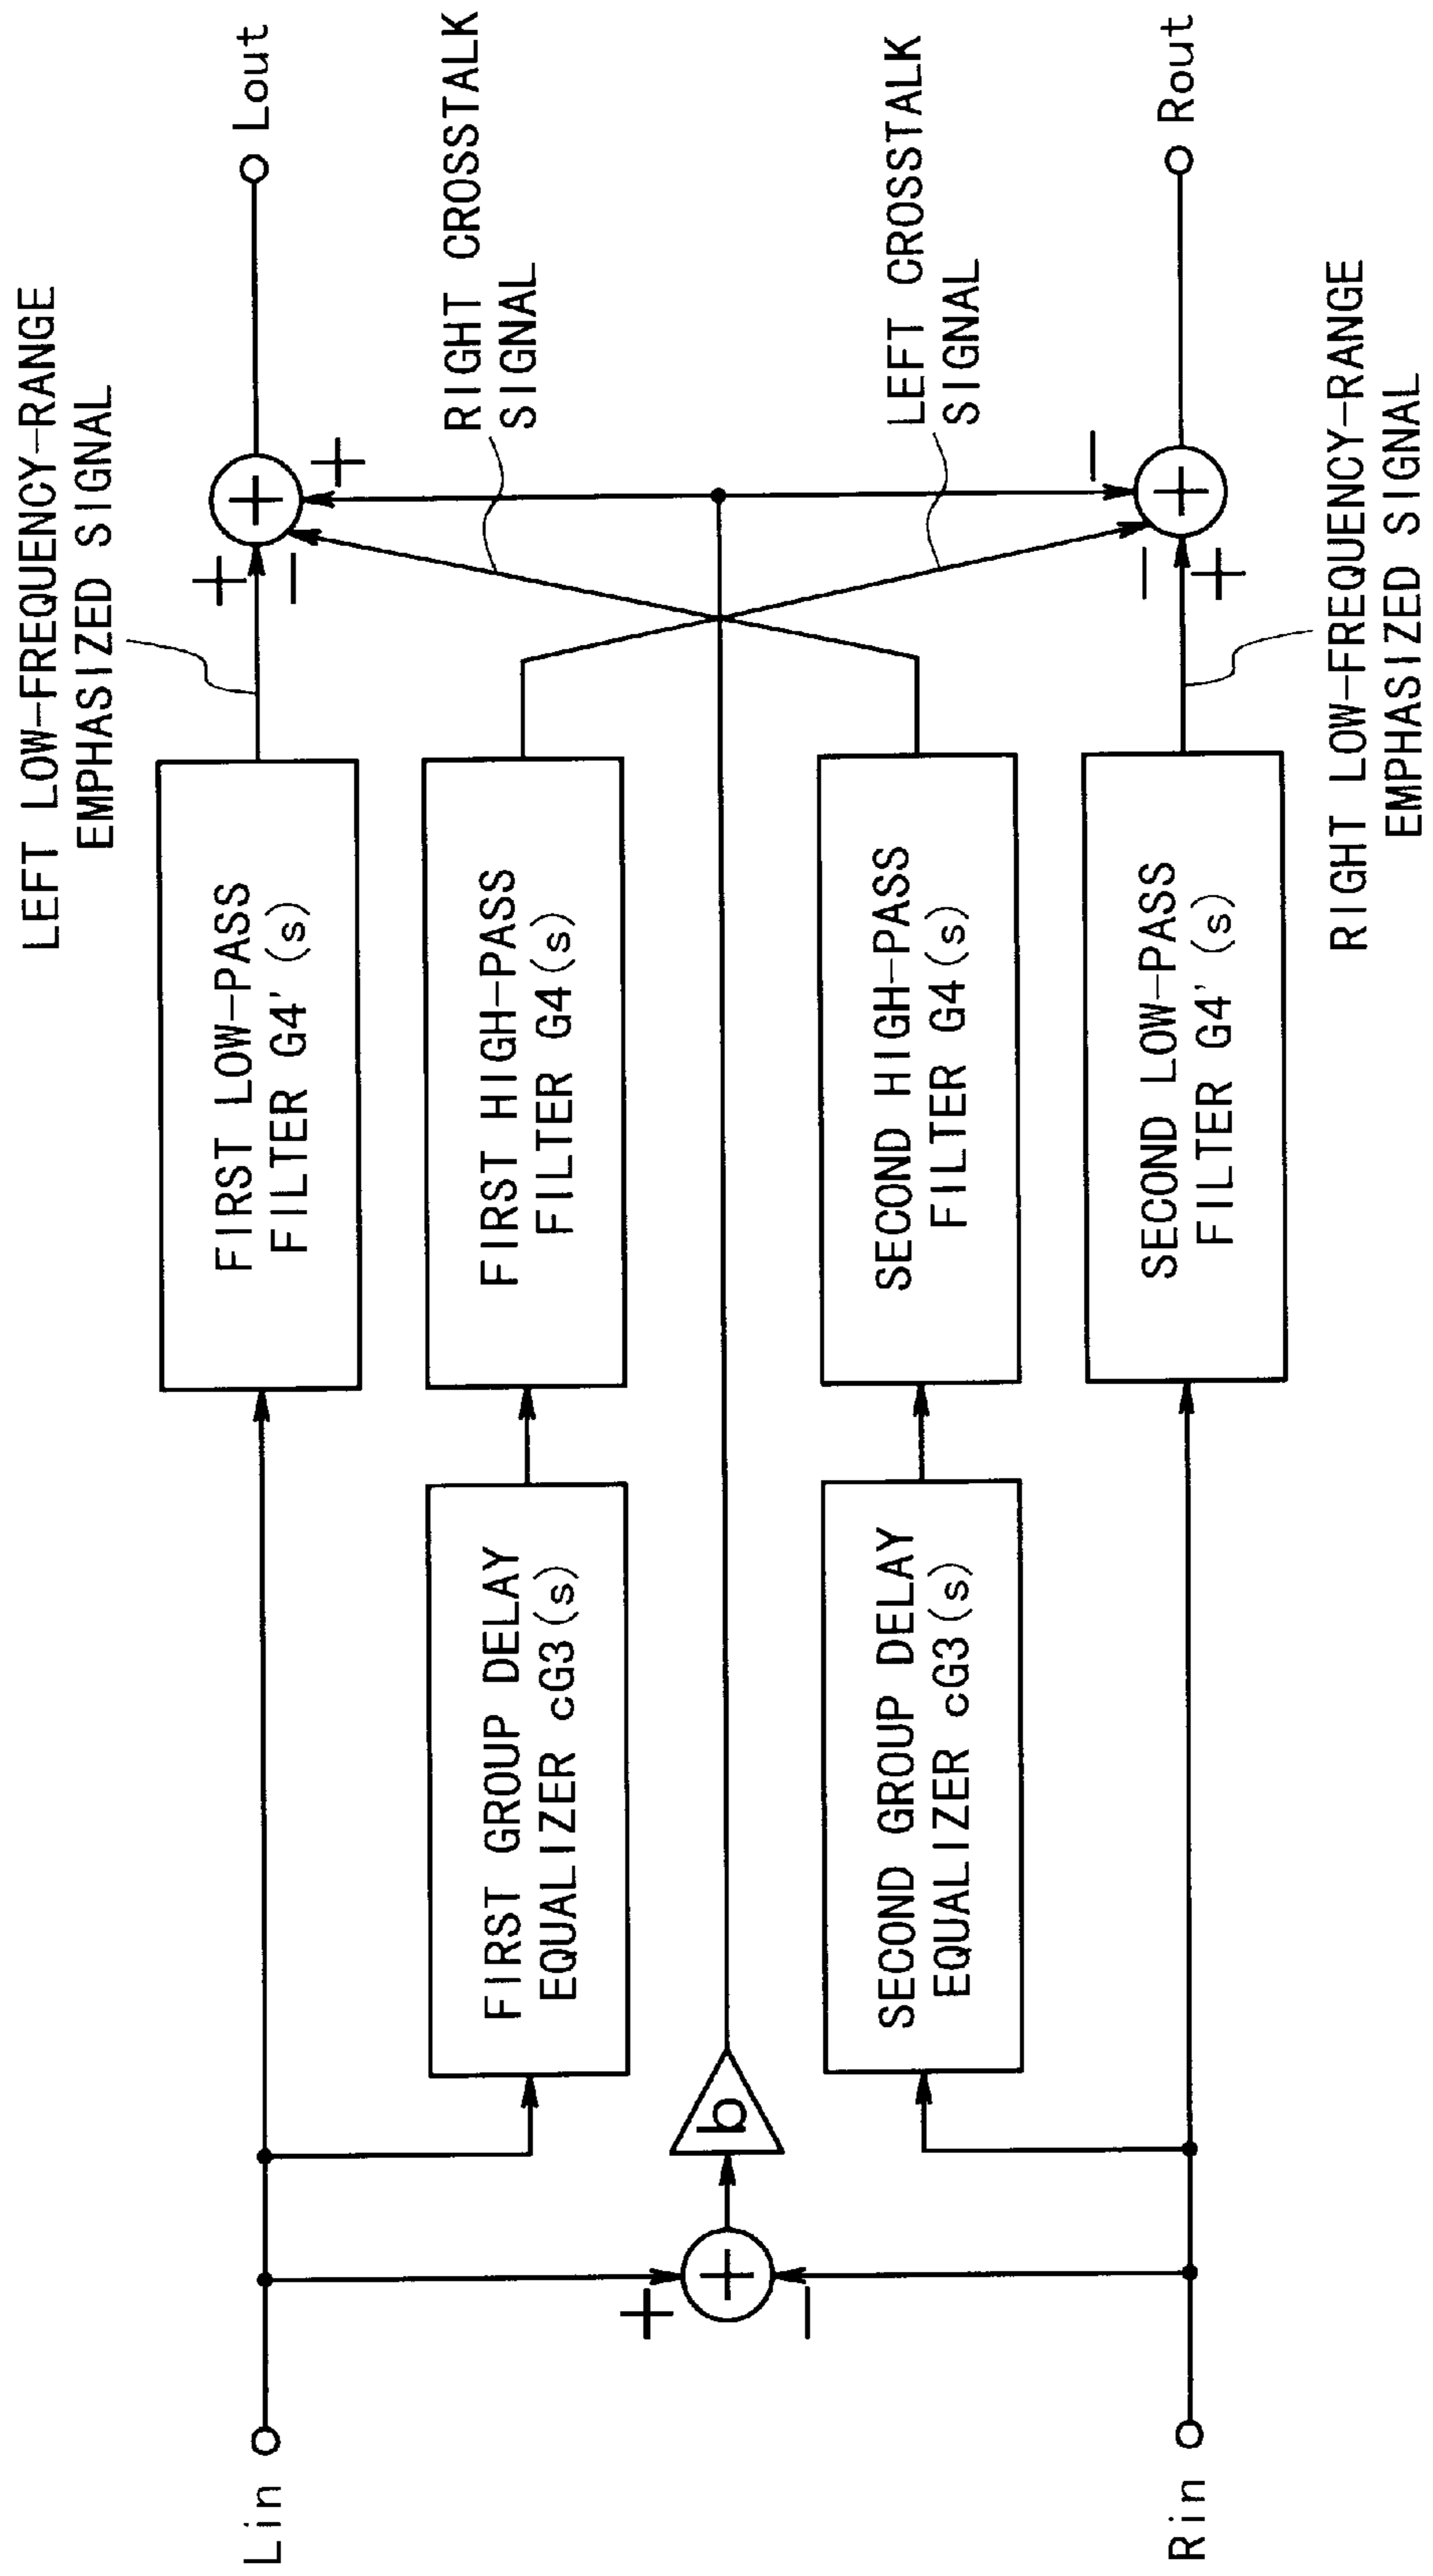 LEFT LOW-FREQUENCY-RANGE
EMPHASIZED SIGNAL
Lin
FIRST LOW-PASS
FILTER G4'(s)
+
−
+
+
Lout
FIRST GROUP DELAY
EQUALIZER cG3(s)
FIRST HIGH-PASS
FILTER G4(s)
RIGHT CROSSTALK
SIGNAL
+
+
−
b
SECOND GROUP DELAY
EQUALIZER cG3(s)
SECOND HIGH-PASS
FILTER G4(s)
LEFT CROSSTALK
SIGNAL
Rin
SECOND LOW-PASS
FILTER G4'(s)
−
+
+
−
Rout
RIGHT LOW-FREQUENCY-RANGE
EMPHASIZED SIGNAL